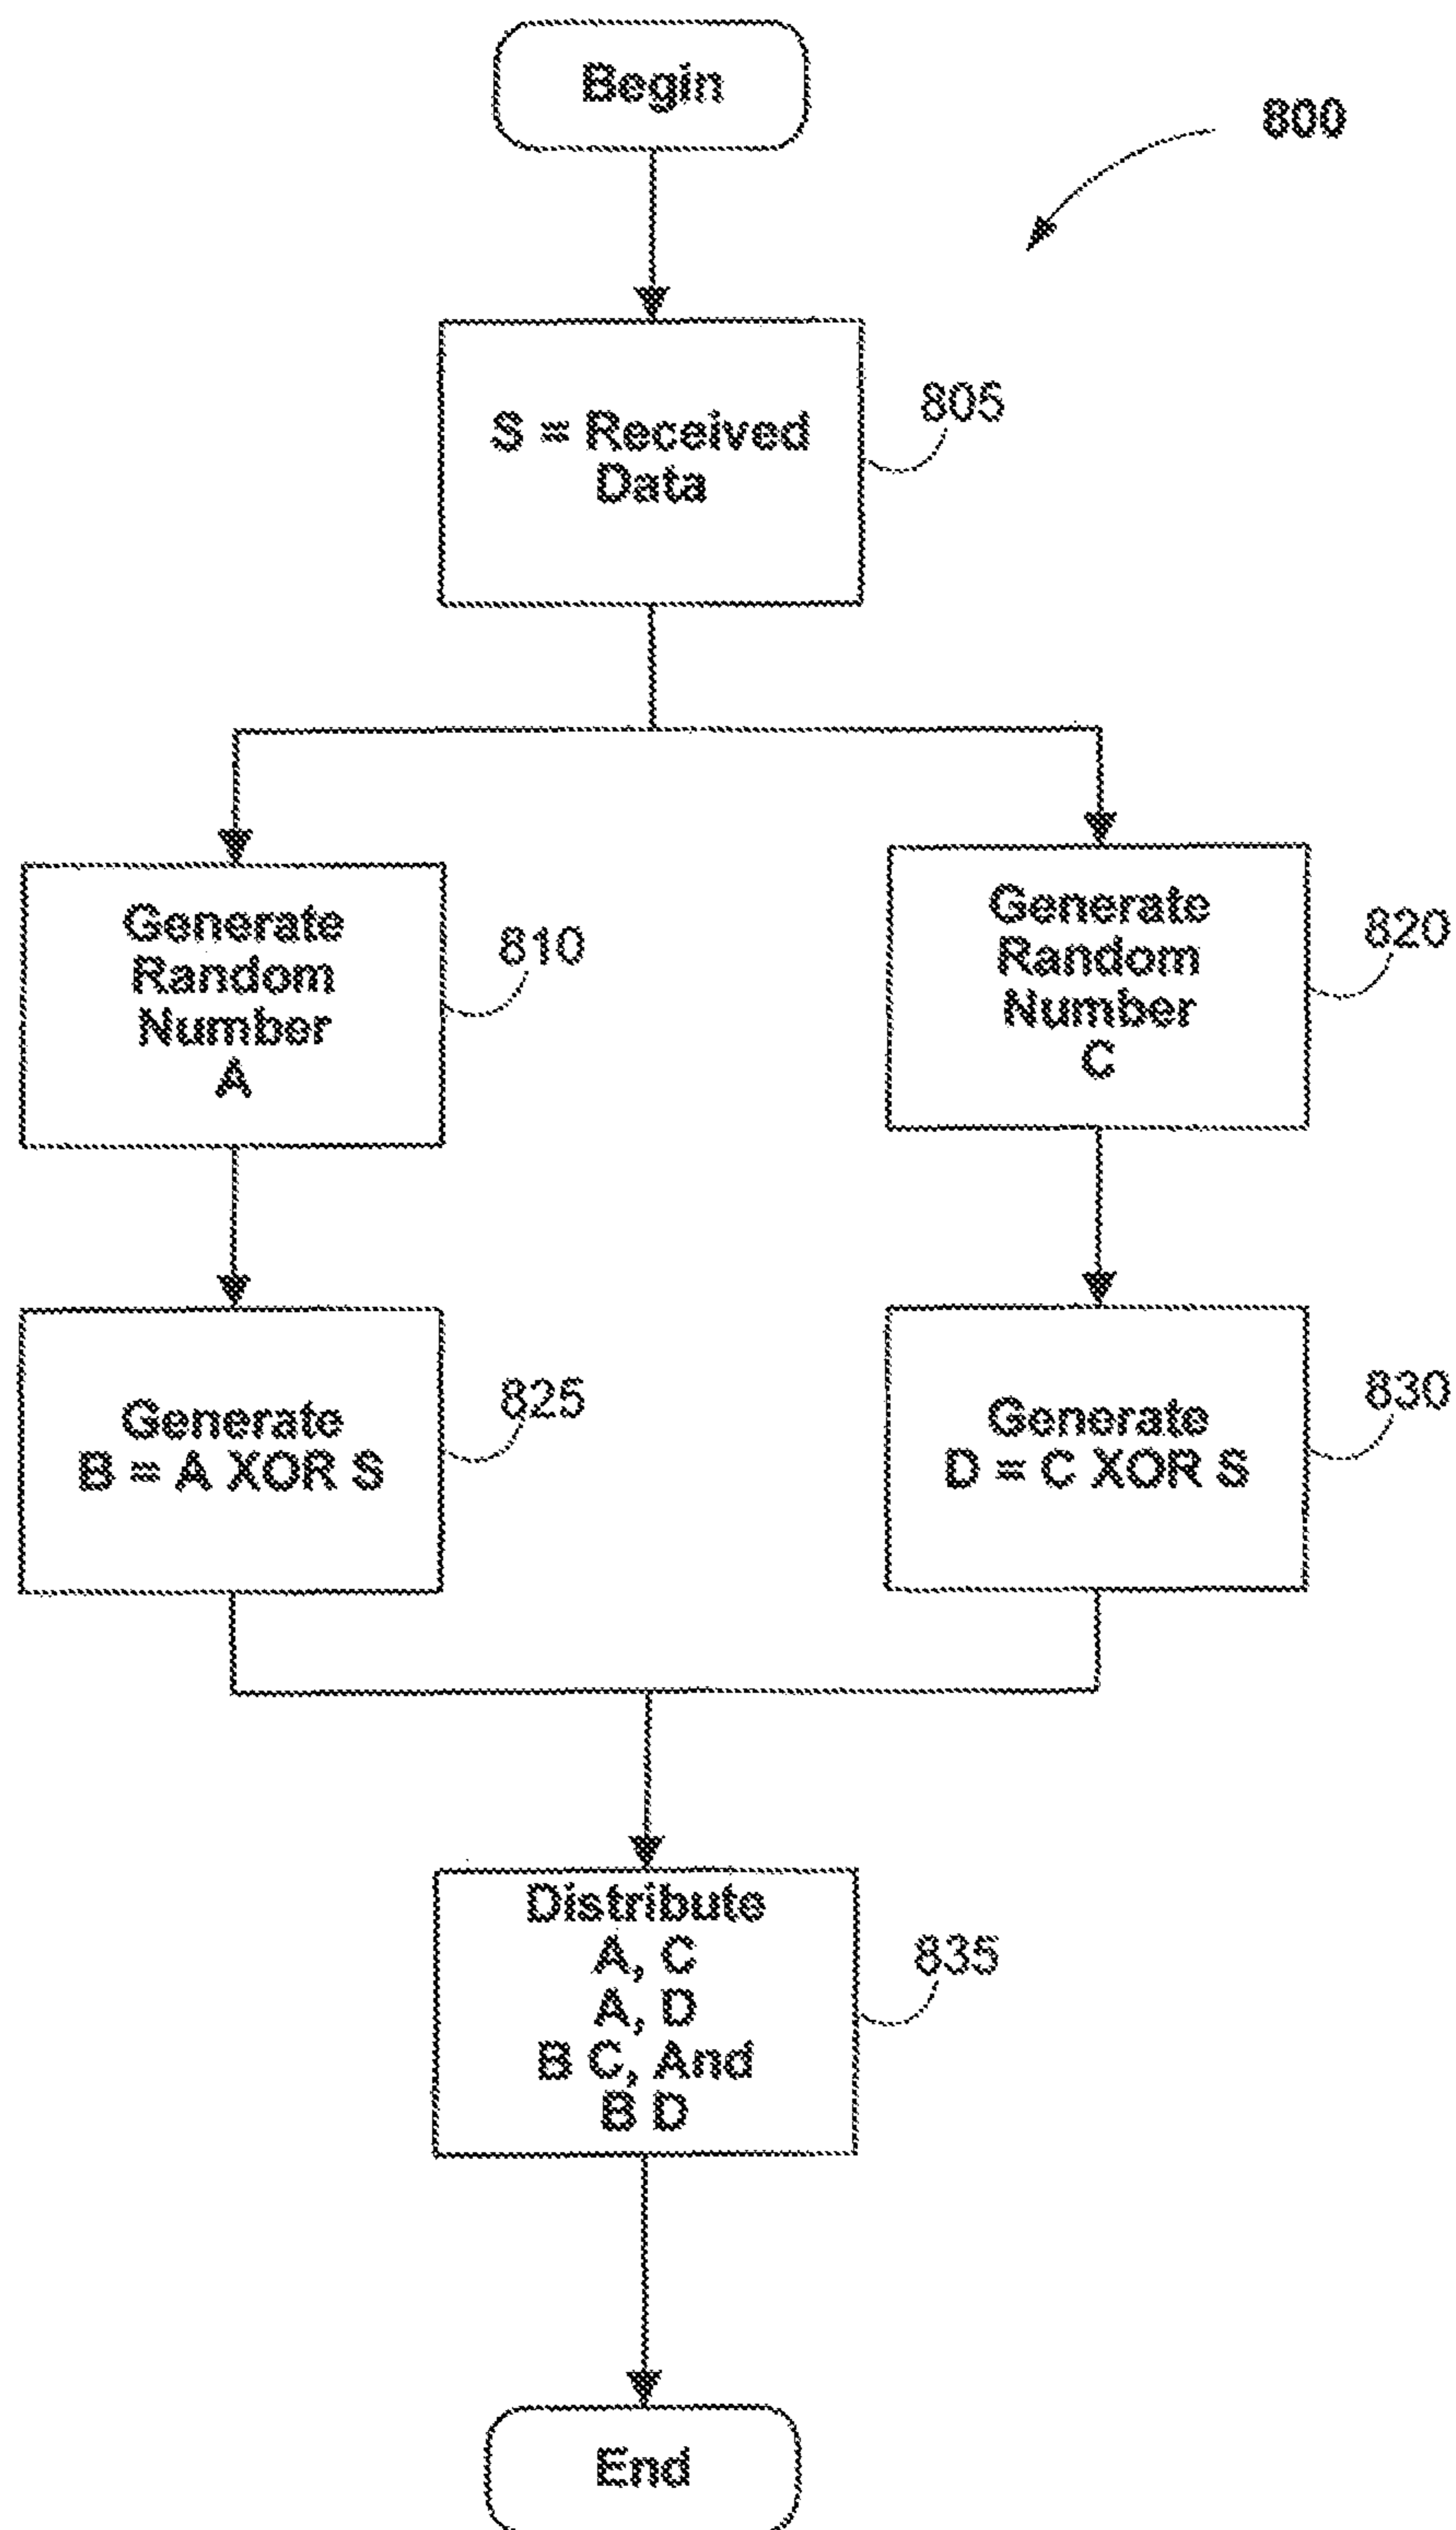 Begin
800
S = Received
Data
805
Generate
Random
Number
A
810
Generate
Random
Number
C
820
Generate
B = A XOR S
825
Generate
D = C XOR S
830
Distribute
A, C
A, D
B C, And
B D
835
End